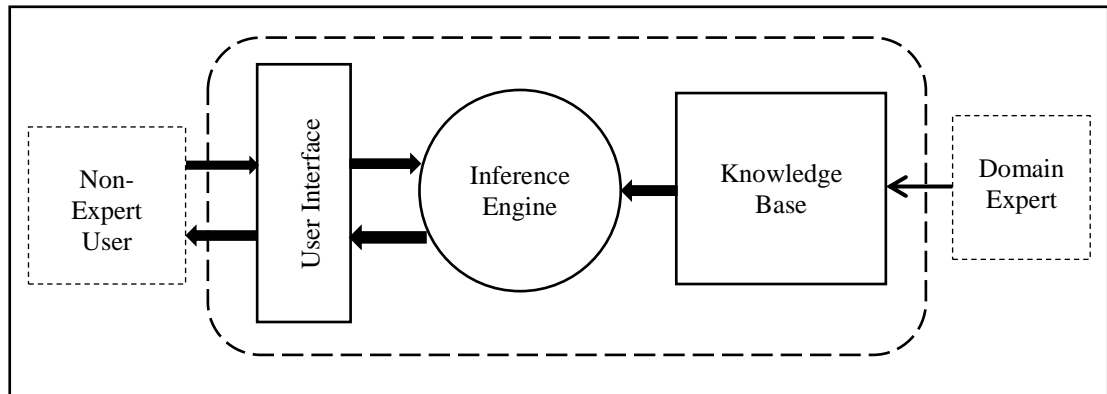 Non-
Expert
User
User Interface
Inference
Engine
Knowledge
Base
Domain
Expert